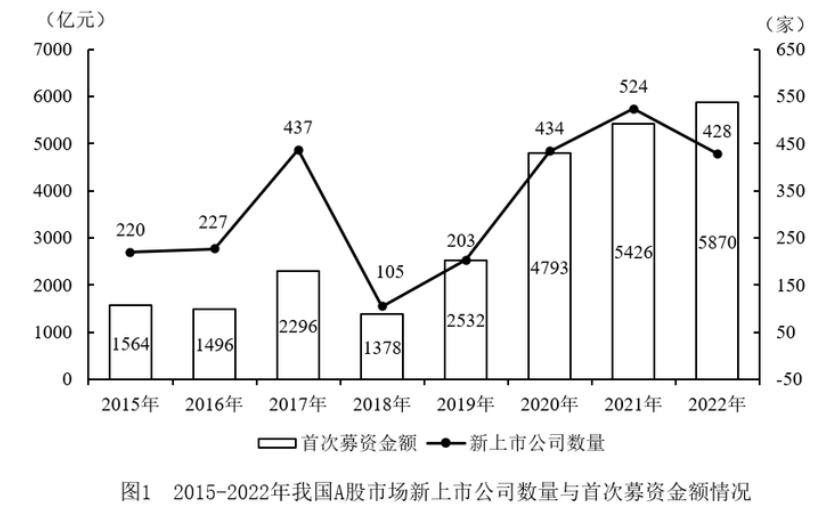 （亿元） （家）
7000 650
6000 550
5000 450
4000 350
3000 250
2000 150
1000 50
0 -50
220 227 437 105 203 434 524 428
1564 1496 2296 1378 2532 4793 5426 5870
2015年 2016年 2017年 2018年 2019年 2020年 2021年 2022年
首次募资金额 新上市公司数量
图1 2015-2022年我国A股市场新上市公司数量与首次募资金额情况